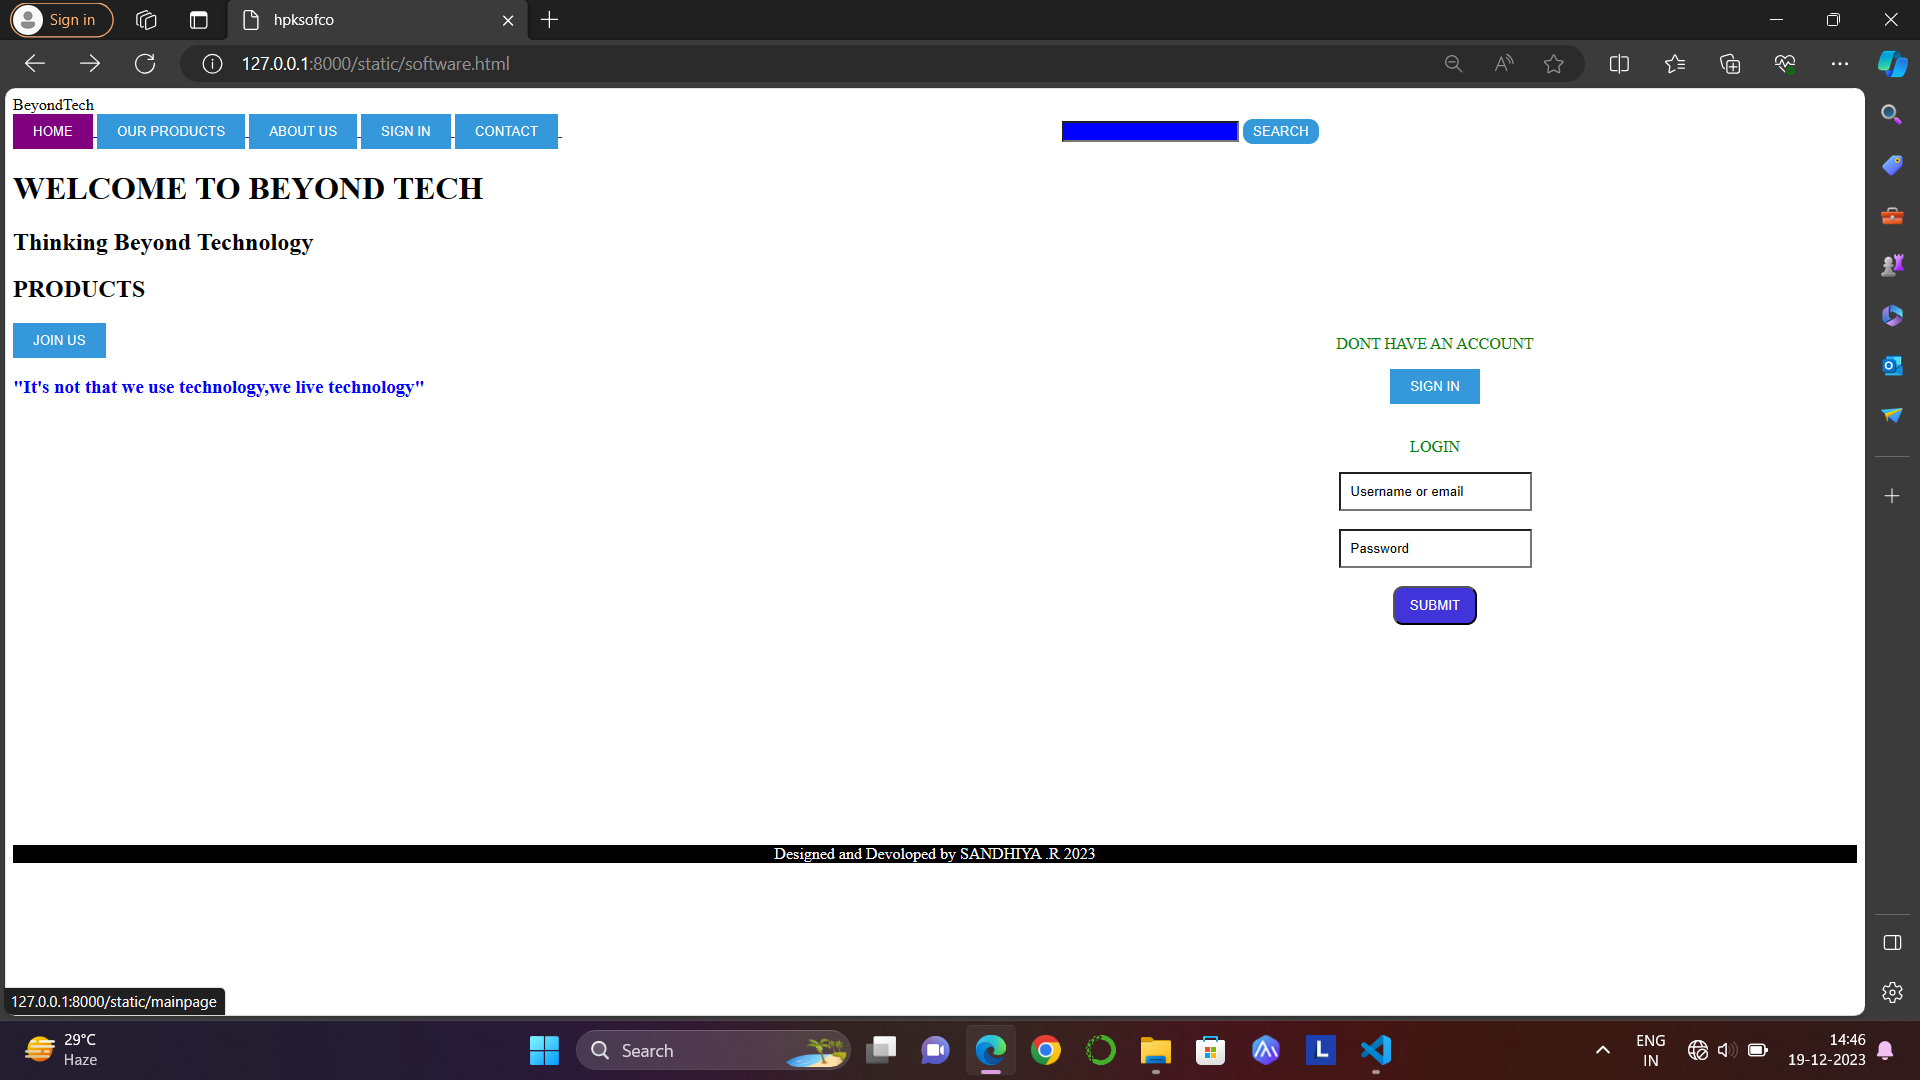 Sign in
hpksofco
127.0.0.1:8000/static/software.html
BeyondTech
HOME OUR PRODUCTS ABOUT US SIGN IN CONTACT SEARCH
WELCOME TO BEYOND TECH
Thinking Beyond Technology
PRODUCTS
JOIN US
"It's not that we use technology,we live technology"
DONT HAVE AN ACCOUNT
SIGN IN
LOGIN
Username or email
Password
SUBMIT
Designed and Devoloped by SANDHIYA .R 2023
127.0.0.1:8000/static/mainpage
29°C
Haze
Search
L
ENG
IN
14:46
19-12-2023